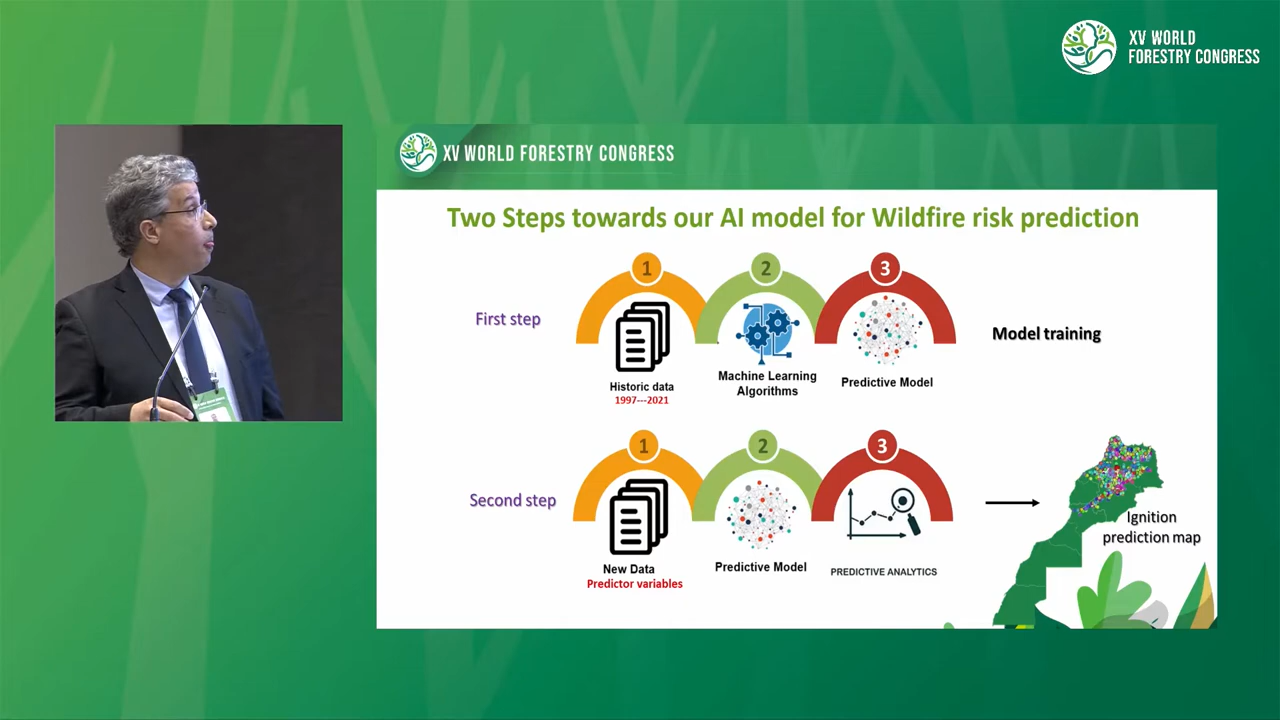 XV WORLD
FORESTRY CONGRESS
XV WORLD FORESTRY CONGRESS
Two Steps towards our AI model for Wildfire risk prediction
First step
1
2
3
Historic data
1997---2021
Machine Learning
Algorithms
Predictive Model
Model training
Second step
1
2
3
New Data
Predictor variables
Predictive Model
PREDICTIVE ANALYTICS
Ignition
prediction map